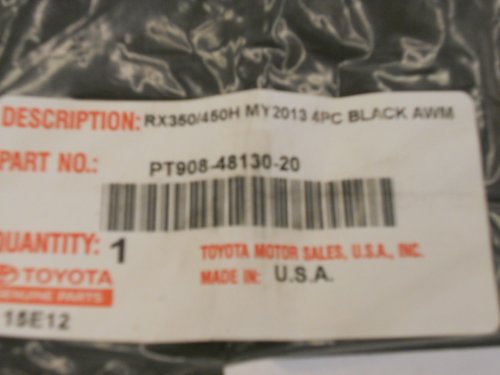 DESCRIPTION: RX350/450H MY2013 4PC BLACK AWM
PART NO.: PT908-48130-20
QUANTITY: 1 TOYOTA MOTOR SALES, U.S.A., INC.
TOYOTA MADE IN: U.S.A.
GENUINE PARTS
15E12